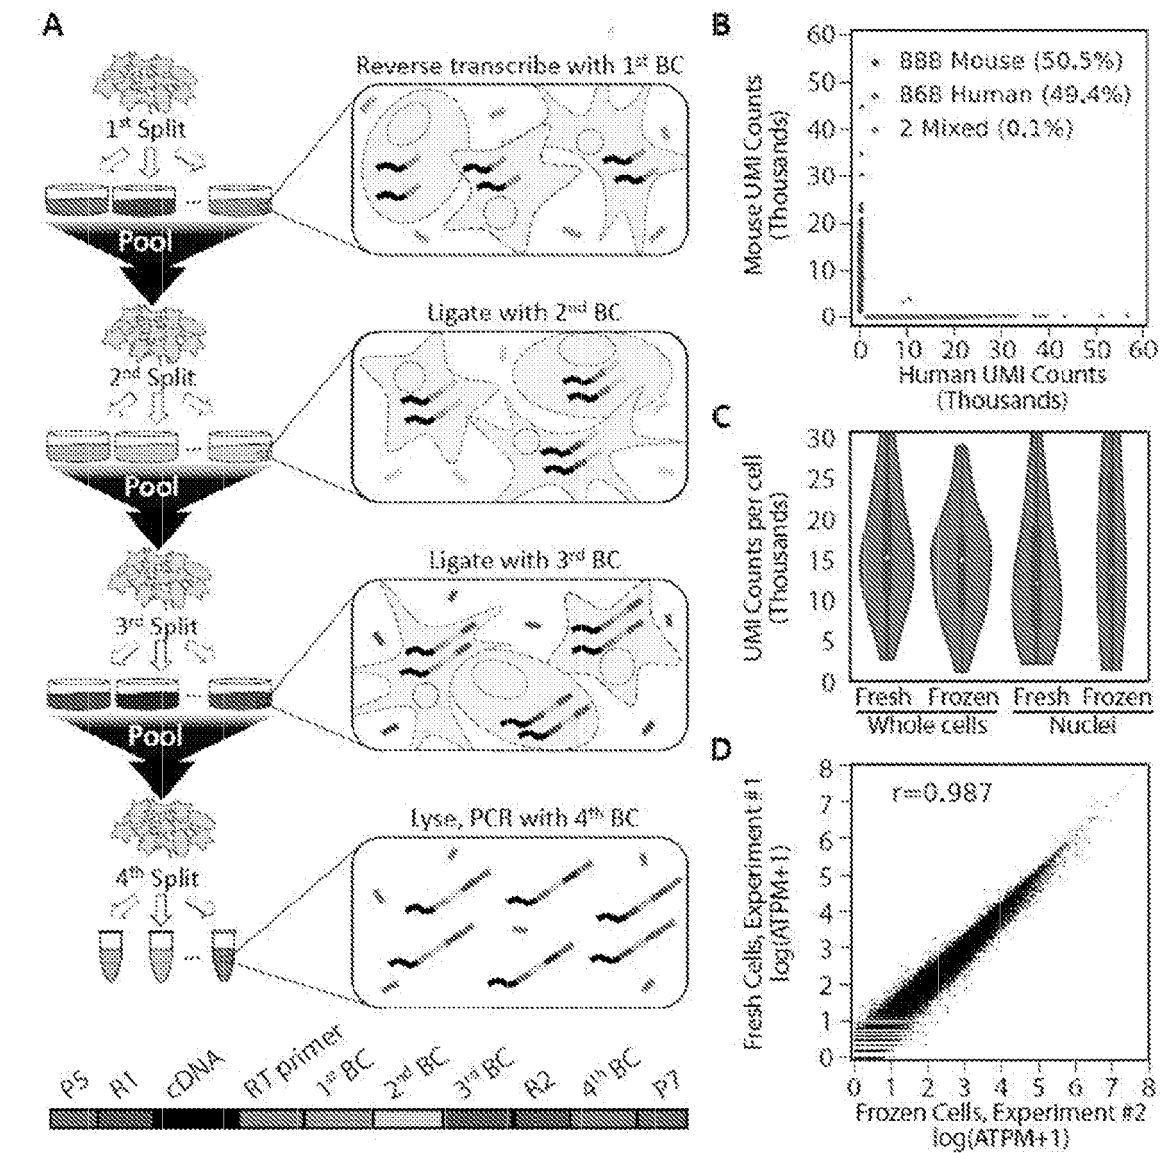 A
1st Split
Reverse transcribe with 1st BC
...
Pool
2nd Split
Ligate with 2nd BC
...
Pool
3rd Split
Ligate with 3rd BC
...
Pool
4th Split
Lyse, PCR with 4th BC
...
P5 R1 cDNA RT primer 1st BC 2nd BC 3rd BC R2 4th BC P7
B
Mouse UMI Counts
(Thousands)
60
50
40
30
20
10
0
888 Mouse (50.5%)
868 Human (49.4%)
2 Mixed (0.1%)
0 10 20 30 40 50 60
Human UMI Counts
(Thousands)
C
UMI Counts per cell
(Thousands)
30
25
20
15
10
5
0
Fresh Frozen Fresh Frozen
Whole cells Nuclei
D
Fresh Cells, Experiment #1
log(ATPM+1)
8
7
6
5
4
3
2
1
0
r=0.987
0 1 2 3 4 5 6 7 8
Frozen Cells, Experiment #2
log(ATPM+1)